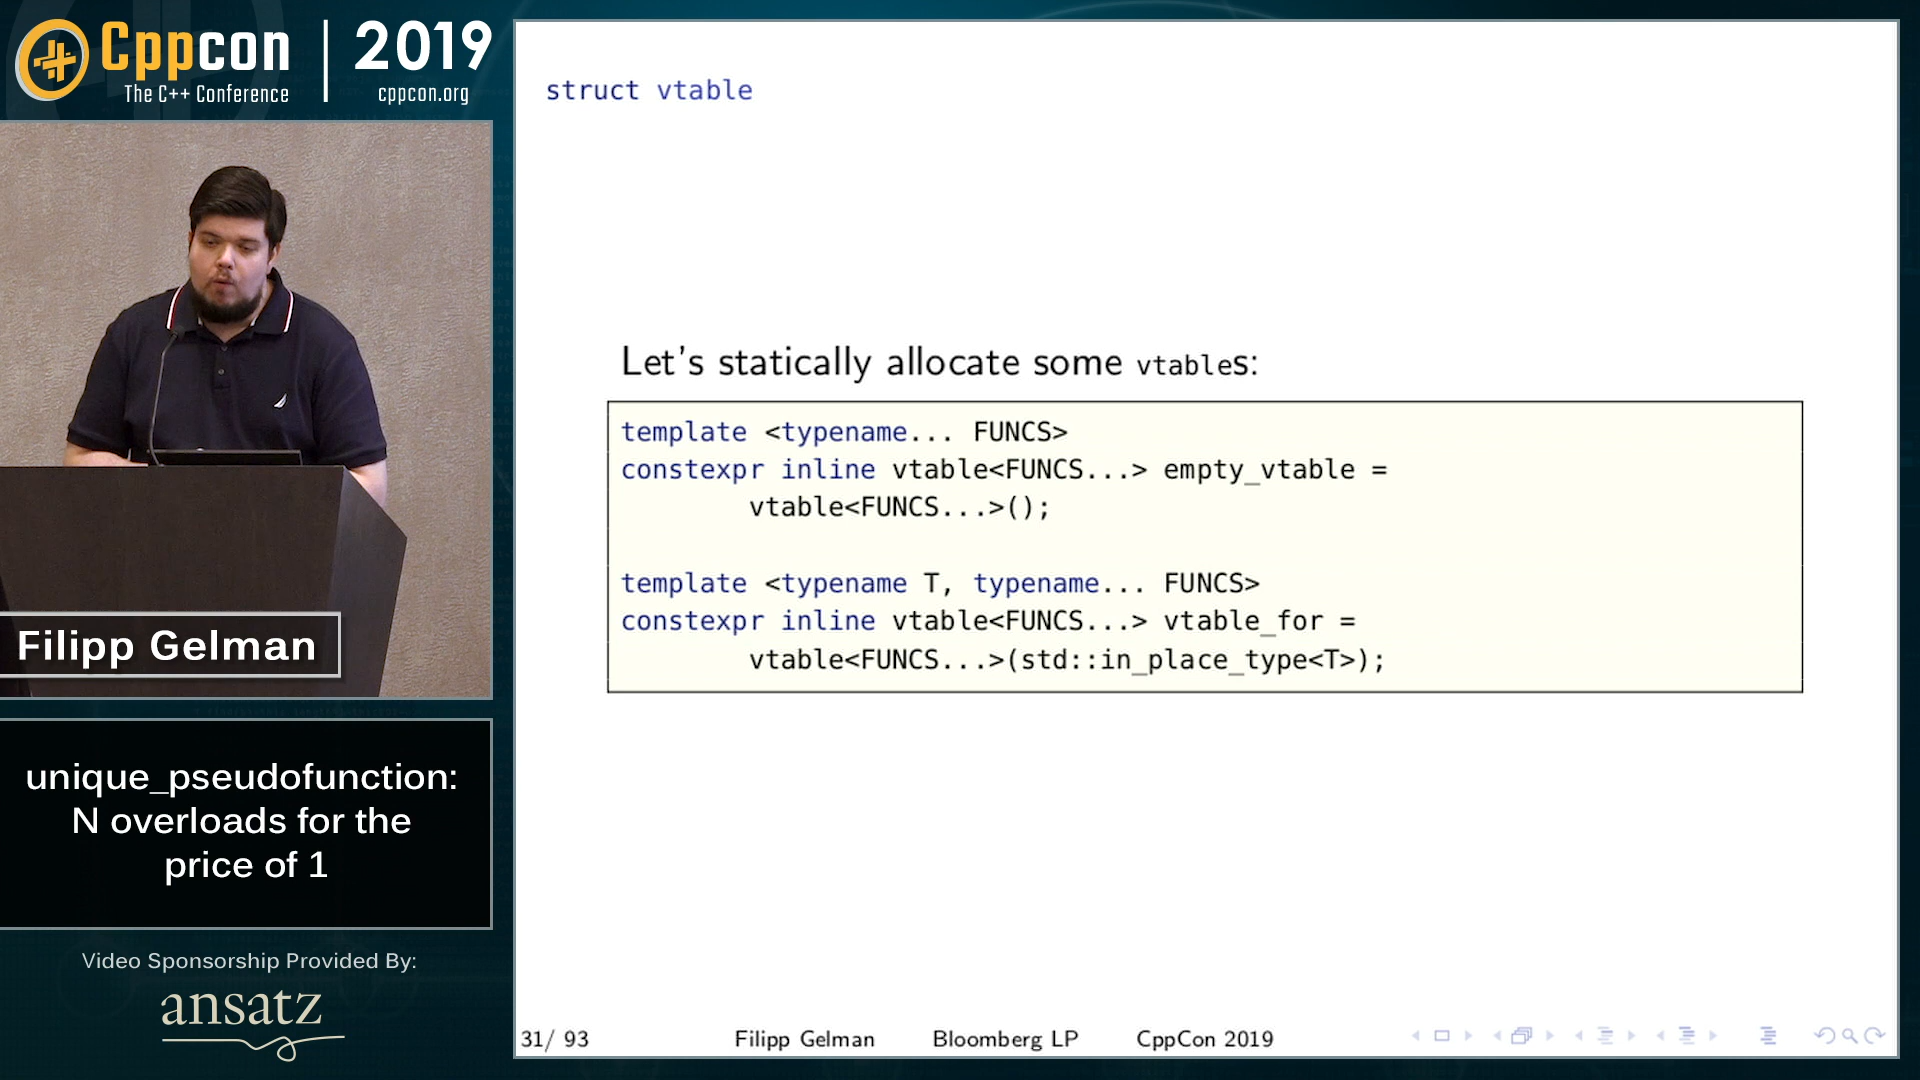 Cppcon
The C++ Conference
2019
cppcon.org
Filipp Gelman
unique_pseudofunction:
N overloads for the
price of 1
Video Sponsorship Provided By:
ansatz
struct vtable
Let's statically allocate some vtables:
template <typename... FUNCS>
constexpr inline vtable<FUNCS...> empty_vtable =
        vtable<FUNCS...>();
template <typename T, typename... FUNCS>
constexpr inline vtable<FUNCS...> vtable_for =
        vtable<FUNCS...>(std::in_place_type<T>);
31/ 93 Filipp Gelman Bloomberg LP CppCon 2019